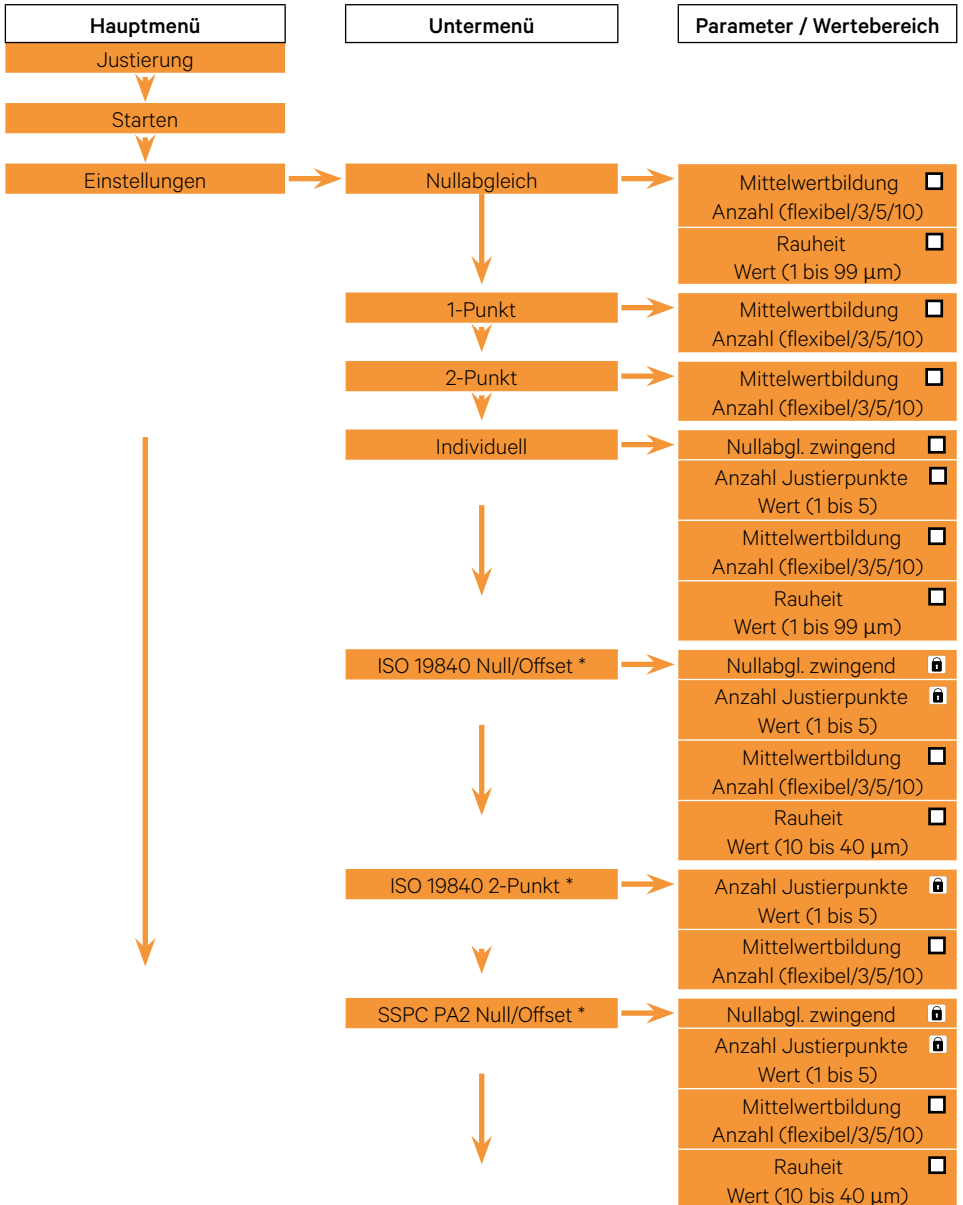 Hauptmenü
Untermenü
Parameter / Wertebereich
Justierung
Starten
Einstellungen
Nullabgleich
Mittelwertbildung
Anzahl (flexibel/3/5/10)
Rauheit
Wert (1 bis 99 µm)
1-Punkt
Mittelwertbildung
Anzahl (flexibel/3/5/10)
2-Punkt
Mittelwertbildung
Anzahl (flexibel/3/5/10)
Individuell
Nullabgl. zwingend
Anzahl Justierpunkte
Wert (1 bis 5)
Mittelwertbildung
Anzahl (flexibel/3/5/10)
Rauheit
Wert (1 bis 99 µm)
ISO 19840 Null/Offset *
Nullabgl. zwingend
Anzahl Justierpunkte
Wert (1 bis 5)
Mittelwertbildung
Anzahl (flexibel/3/5/10)
Rauheit
Wert (10 bis 40 µm)
ISO 19840 2-Punkt *
Anzahl Justierpunkte
Wert (1 bis 5)
Mittelwertbildung
Anzahl (flexibel/3/5/10)
SSPC PA2 Null/Offset *
Nullabgl. zwingend
Anzahl Justierpunkte
Wert (1 bis 5)
Mittelwertbildung
Anzahl (flexibel/3/5/10)
Rauheit
Wert (10 bis 40 µm)